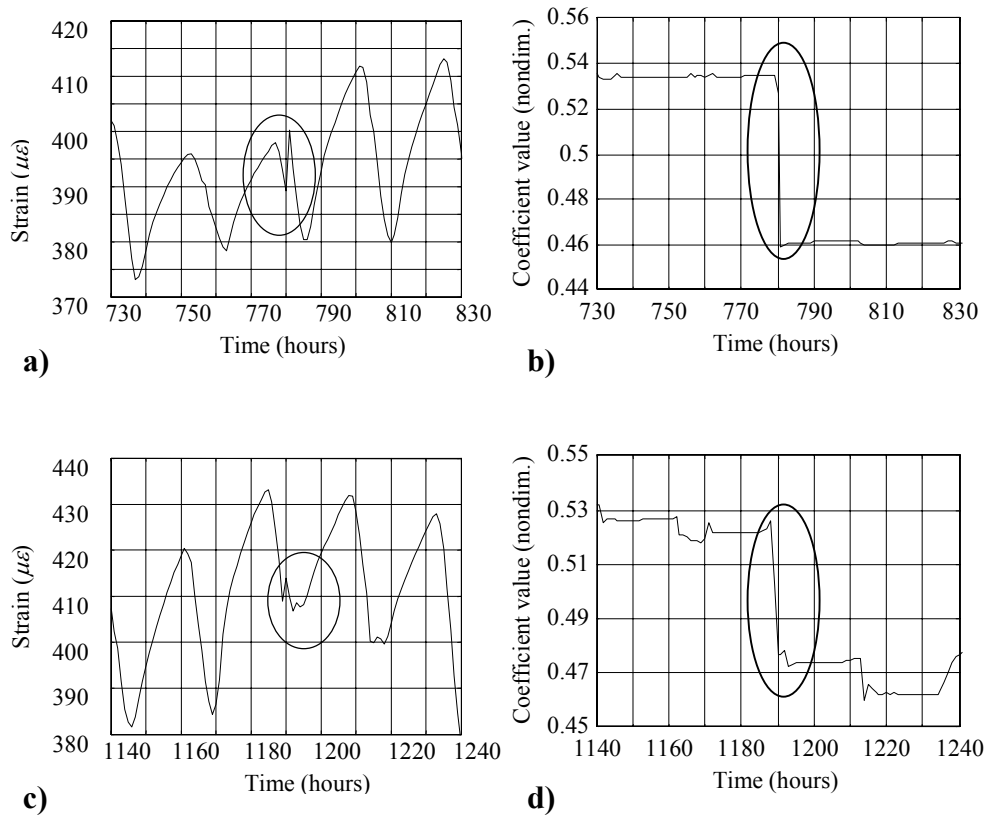 420
410
400
390
380
370
Strain (με)
730 750 770 790 810 830
Time (hours)
a)
0.56
0.54
0.52
0.5
0.48
0.46
0.44
Coefficient value (nondim.)
730 750 770 790 810 830
Time (hours)
b)
440
430
420
410
400
390
380
Strain (με)
1140 1160 1180 1200 1220 1240
Time (hours)
c)
0.55
0.53
0.51
0.49
0.47
0.45
Coefficient value (nondim.)
1140 1160 1180 1200 1220 1240
Time (hours)
d)